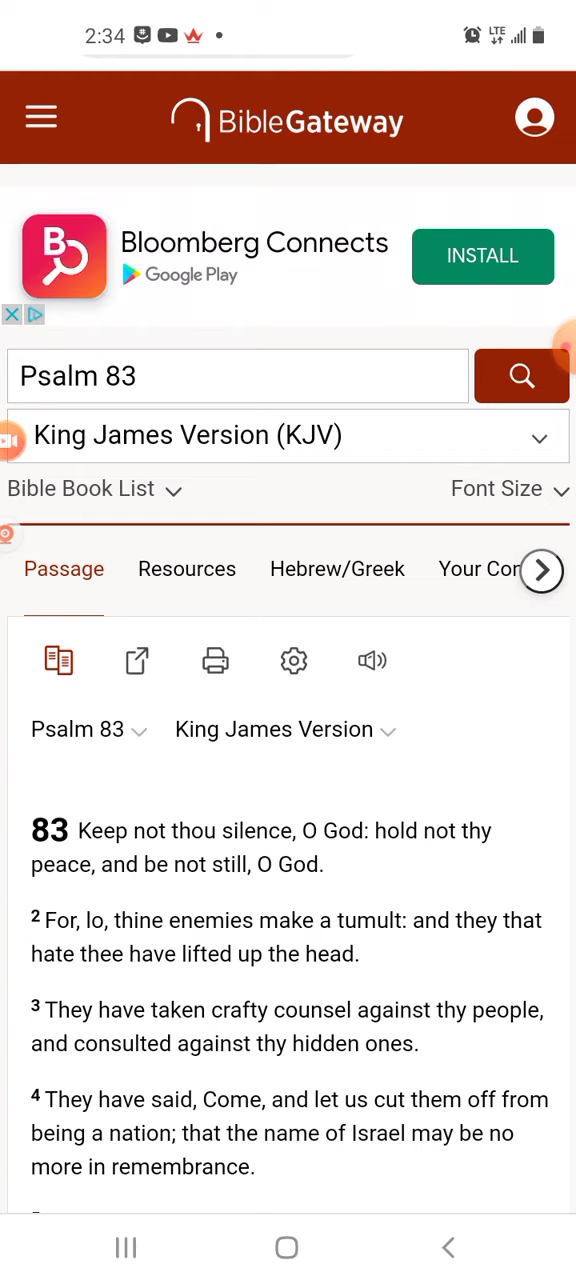 2:34
LTE
BibleGateway
Bloomberg Connects
Google Play
INSTALL
Psalm 83
King James Version (KJV)
Bible Book List
Font Size
Passage
Resources
Hebrew/Greek
Your Con
Psalm 83
King James Version
83 Keep not thou silence, O God: hold not thy
peace, and be not still, O God.
2 For, lo, thine enemies make a tumult: and they that
hate thee have lifted up the head.
3 They have taken crafty counsel against thy people,
and consulted against thy hidden ones.
4 They have said, Come, and let us cut them off from
being a nation; that the name of Israel may be no
more in remembrance.